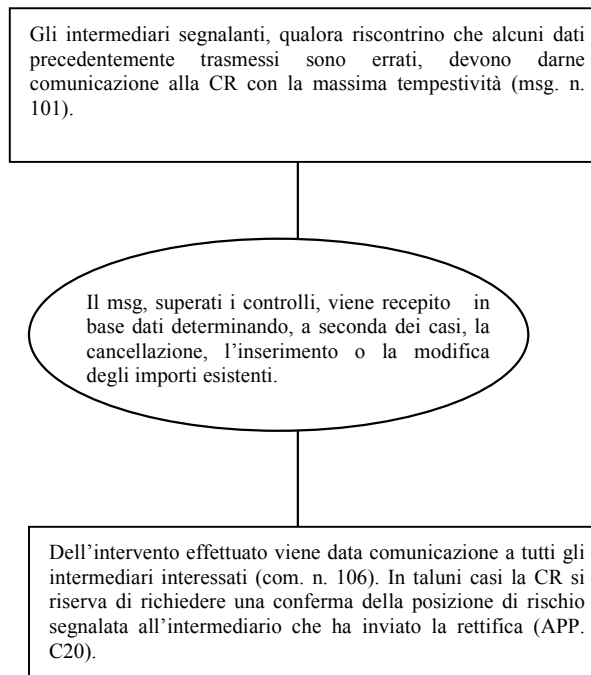 Gli intermediari segnalanti, qualora riscontrino che alcuni dati
precedentemente trasmessi sono errati, devono darne
comunicazione alla CR con la massima tempestività (msg. n.
101).
Il msg, superati i controlli, viene recepito in
base dati determinando, a seconda dei casi, la
cancellazione, l’inserimento o la modifica
degli importi esistenti.
Dell’intervento effettuato viene data comunicazione a tutti gli
intermediari interessati (com. n. 106). In taluni casi la CR si
riserva di richiedere una conferma della posizione di rischio
segnalata all’intermediario che ha inviato la rettifica (APP.
C20).